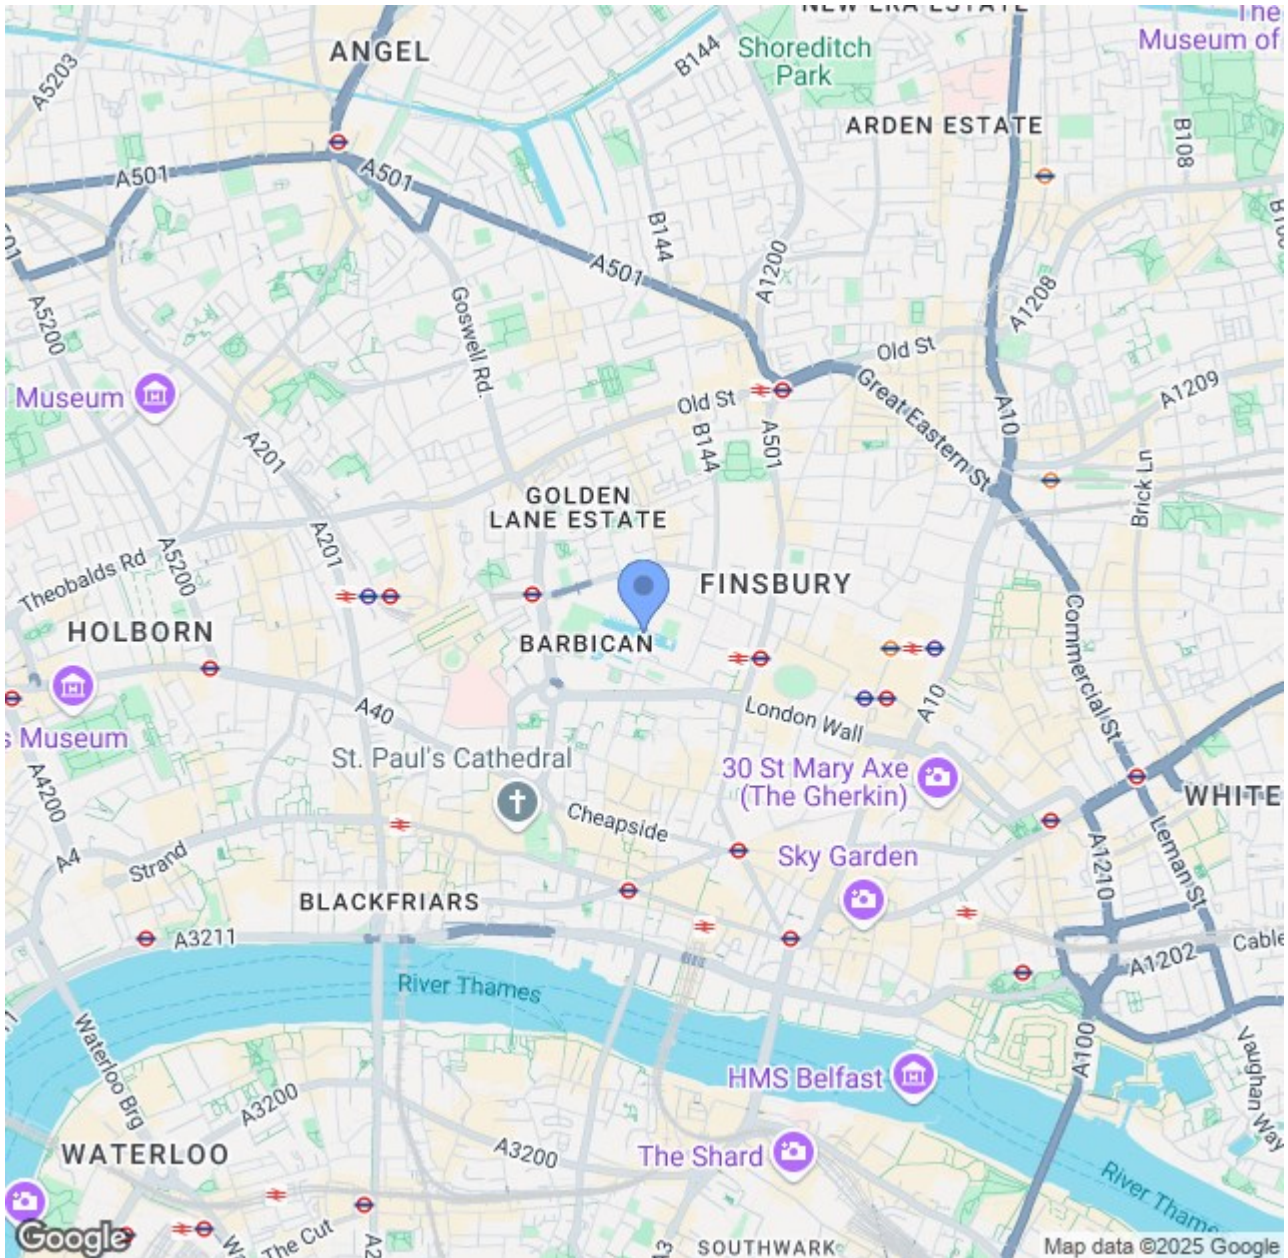 NEW ERA ESTATE
The
Museum of
ANGEL
Shoreditch
Park
B144
A5203
ARDEN ESTATE
B108
A501
A501
B144
A501
A1200
A1208
A5200
Goswell Rd.
Old St
Great Eastern St
A10
A1209
Museum
Old St
B144
A501
A201
Brick Ln
GOLDEN
LANE ESTATE
A201
A5200
Theobalds Rd
FINSBURY
HOLBORN
BARBICAN
Commercial St
A40
London Wall
A10
s Museum
St. Paul's Cathedral
30 St Mary Axe
(The Gherkin)
WHITE
A4200
Cheapside
Leman St
A4
Strand
Sky Garden
A1210
BLACKFRIARS
A3211
Cable
A1202
River Thames
A100
Waterloo Brg
HMS Belfast
Vaughan Way
A3200
A3200
WATERLOO
The Shard
River Thames
The Cut
SOUTHWARK
Google
Map data ©2025 Google